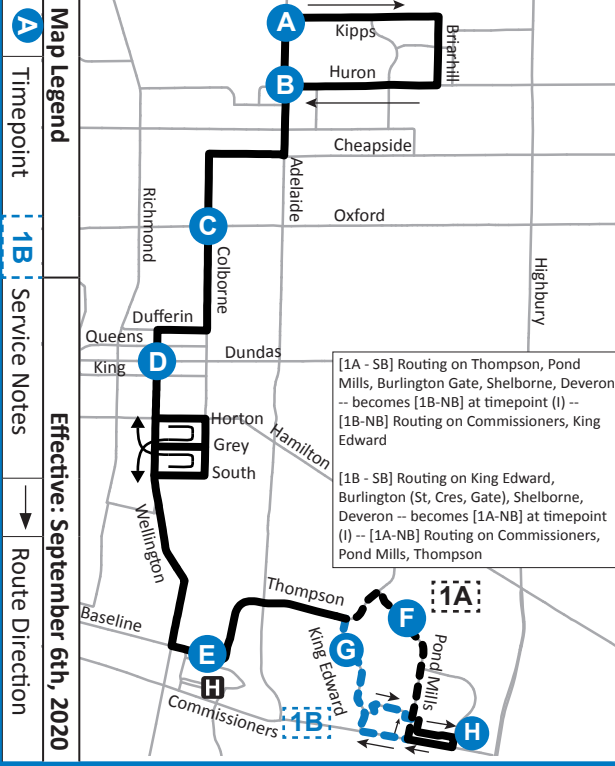 Map Legend
Effective: September 6th, 2020
A
Timepoint
1B
Service Notes
Route Direction
A
Kipps
Briarhill
Huron
B
Cheapside
Adelaide
Richmond
C
Oxford
Colborne
Highbury
Dufferin
Queens
King
D
Dundas
Horton
Grey
South
Hamilton
[1A - SB] Routing on Thompson, Pond
Mills, Burlington Gate, Shelborne, Deveron
-- becomes [1B-NB] at timepoint (I) --
[1B-NB] Routing on Commissioners, King
Edward
[1B - SB] Routing on King Edward,
Burlington (St, Cres, Gate), Shelborne,
Deveron -- becomes [1A-NB] at timepoint
(I) -- [1A-NB] Routing on Commissioners,
Pond Mills, Thompson
Wellington
Thompson
1A
Baseline
F
E
H
G
King Edward
Pond Mills
Commissioners
1B
H